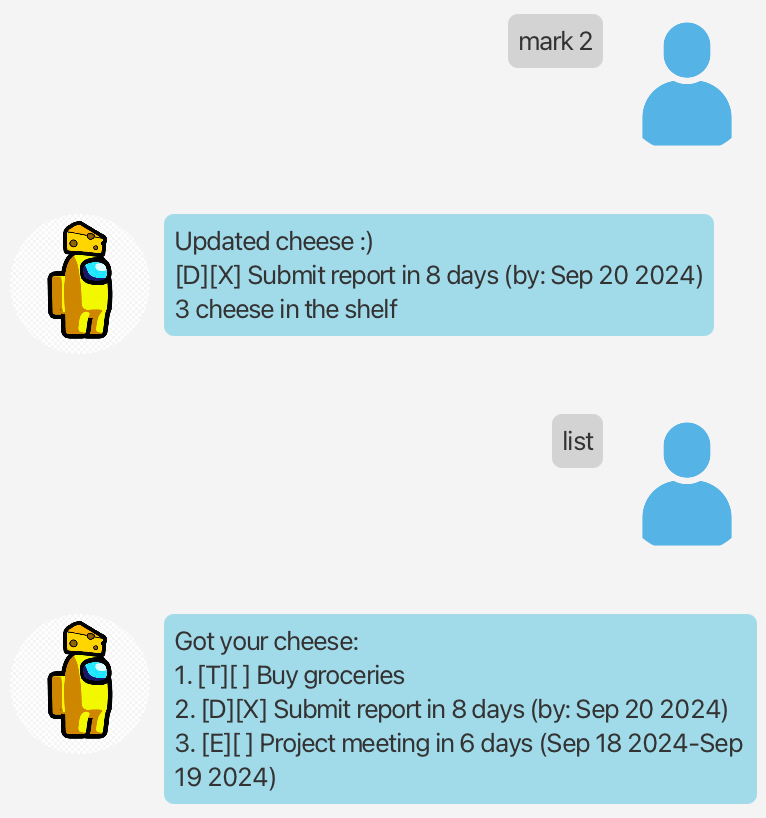 mark 2
Updated cheese :)
[D][X] Submit report in 8 days (by: Sep 20 2024)
3 cheese in the shelf
list
Got your cheese:
1. [T][ ] Buy groceries
2. [D][X] Submit report in 8 days (by: Sep 20 2024)
3. [E][ ] Project meeting in 6 days (Sep 18 2024-Sep
19 2024)